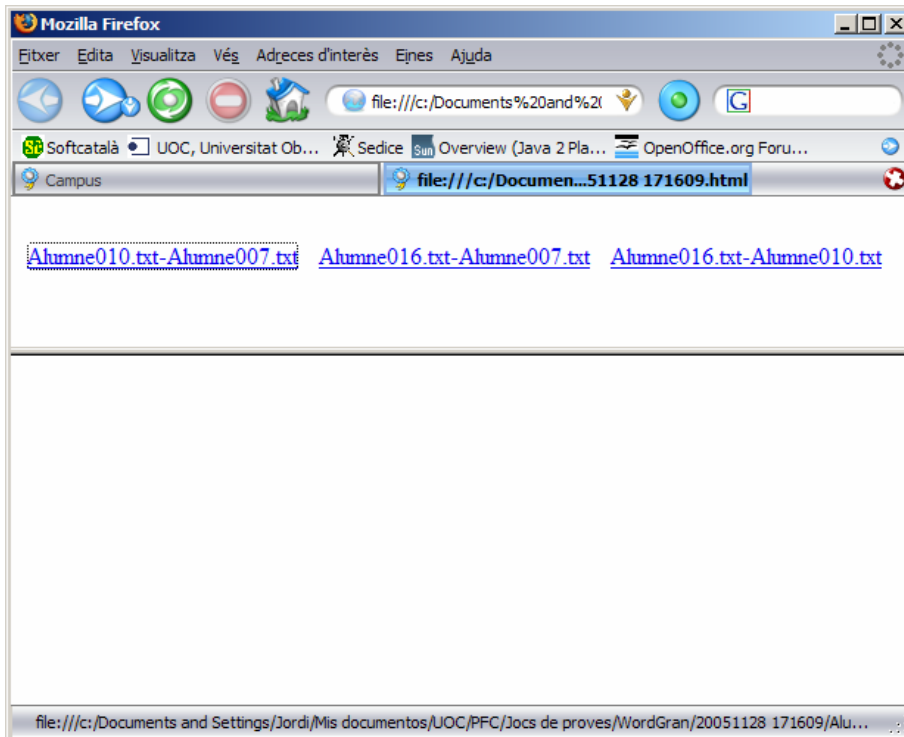 Mozilla Firefox
Fitxer Edita Visualitza Vés Adreces d'interès Eines Ajuda
file:///c:/Documents%20and%2( G
Softcatalà UOC, Universitat Ob... Sedice Sun Overview (Java 2 Pla... OpenOffice.org Foru...
Campus file:///c:/Documen...51128 171609.html
Alumne010.txt-Alumne007.txt Alumne016.txt-Alumne007.txt Alumne016.txt-Alumne010.txt
file:///c:/Documents and Settings/Jordi/Mis documentos/UOC/PFC/Jocs de proves/WordGran/20051128 171609/Alu...